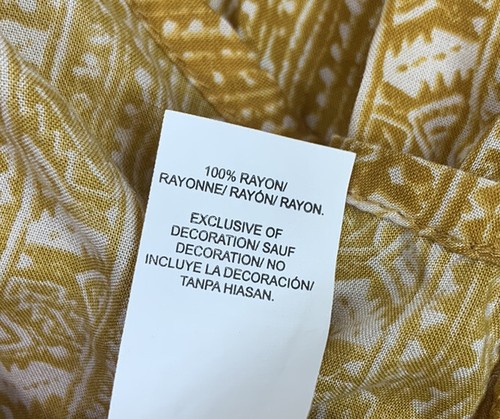 100% RAYON/
RAYONNE/ RAYÓN/ RAYON.
EXCLUSIVE OF
DECORATION/ SAUF
DECORATION/ NO
INCLUYE LA DECORACIÓN/
TANPA HIASAN.